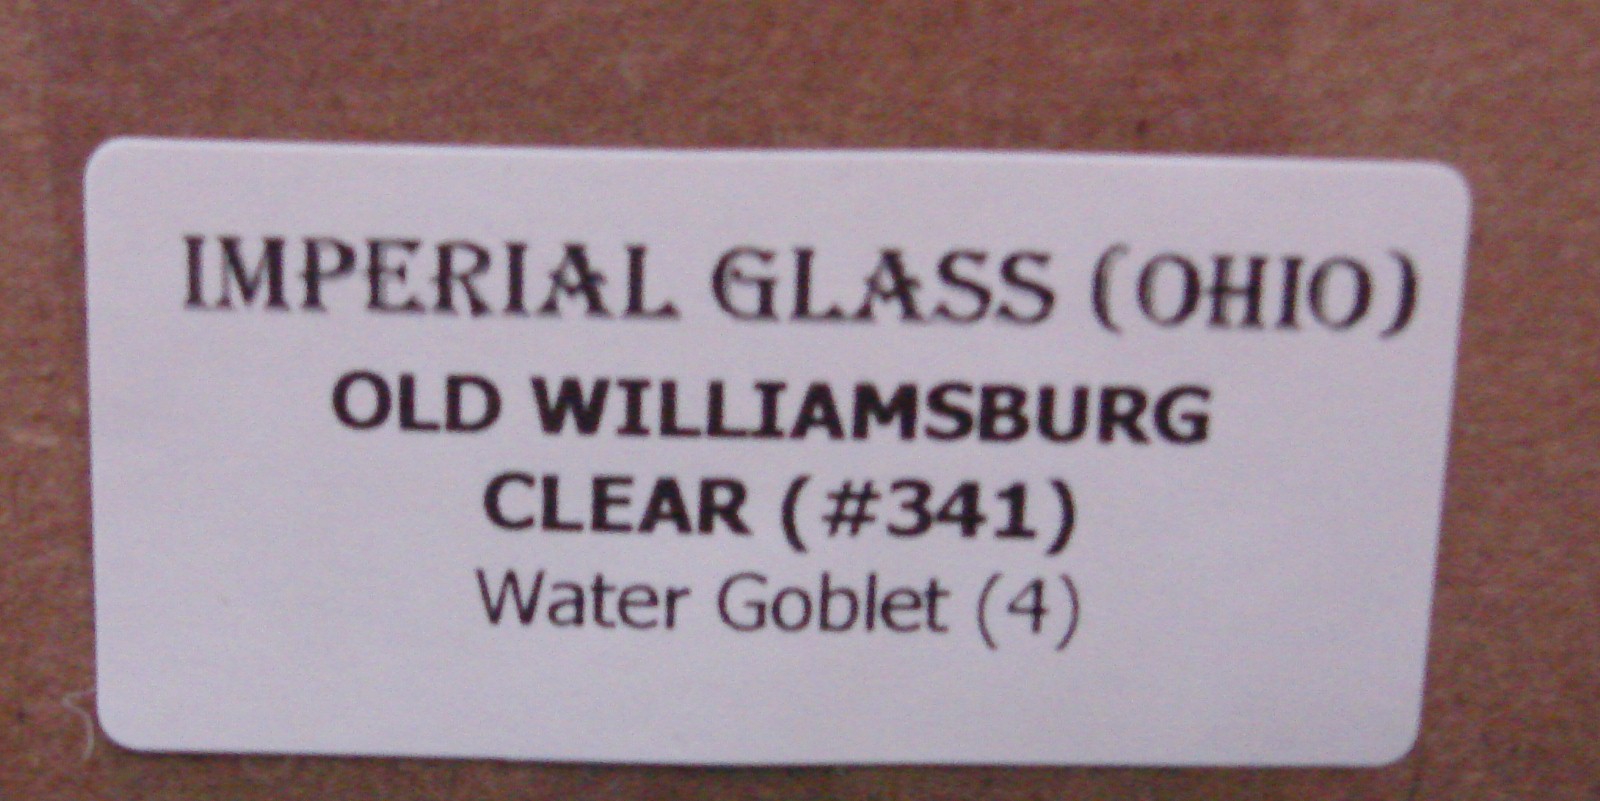 IMPERIAL GLASS (OHIO)
OLD WILLIAMSBURG
CLEAR (#341)
Water Goblet (4)